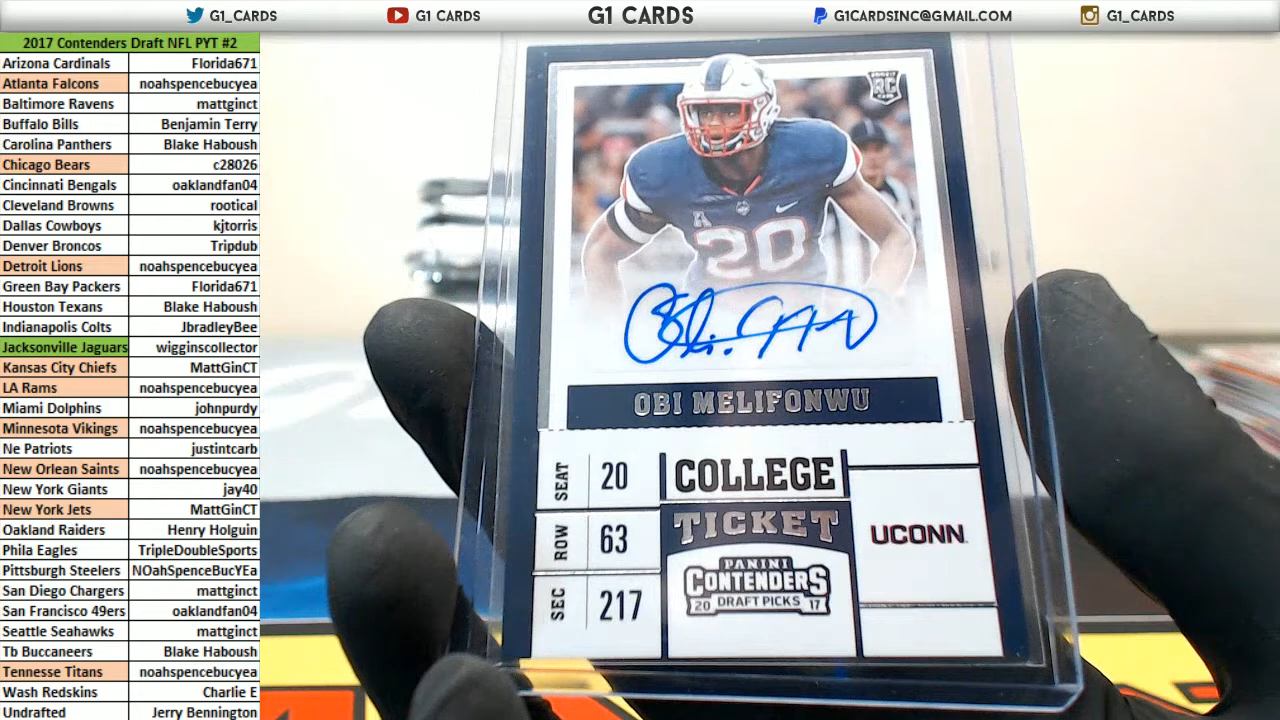 G1_CARDS
G1 CARDS
G1 CARDS
G1CARDSINC@GMAIL.COM
G1_CARDS
2017 Contenders Draft NFL PYT #2
Arizona Cardinals Florida671
Atlanta Falcons noahspencebucyea
Baltimore Ravens mattginct
Buffalo Bills Benjamin Terry
Carolina Panthers Blake Haboush
Chicago Bears c28026
Cincinnati Bengals oaklandfan04
Cleveland Browns rootical
Dallas Cowboys kjtorris
Denver Broncos Tripdub
Detroit Lions noahspencebucyea
Green Bay Packers Florida671
Houston Texans Blake Haboush
Indianapolis Colts JbradleyBee
Jacksonville Jaguars wigginscollector
Kansas City Chiefs MattGinCT
LA Rams noahspencebucyea
Miami Dolphins johnpurdy
Minnesota Vikings noahspencebucyea
Ne Patriots justintcarb
New Orlean Saints noahspencebucyea
New York Giants jay40
New York Jets MattGinCT
Oakland Raiders Henry Holguin
Phila Eagles TripleDoubleSports
Pittsburgh Steelers NOahSpenceBucYEa
San Diego Chargers mattginct
San Francisco 49ers oaklandfan04
Seattle Seahawks mattginct
Tb Buccaneers Blake Haboush
Tennesse Titans noahspencebucyea
Wash Redskins Charlie E
Undrafted Jerry Bennington
RC
20
OBI MELIFONWU
SEAT 20
ROW 63
SEC 217
COLLEGE
TICKET
PANINI
CONTENDERS
20 DRAFT PICKS 17
UCONN